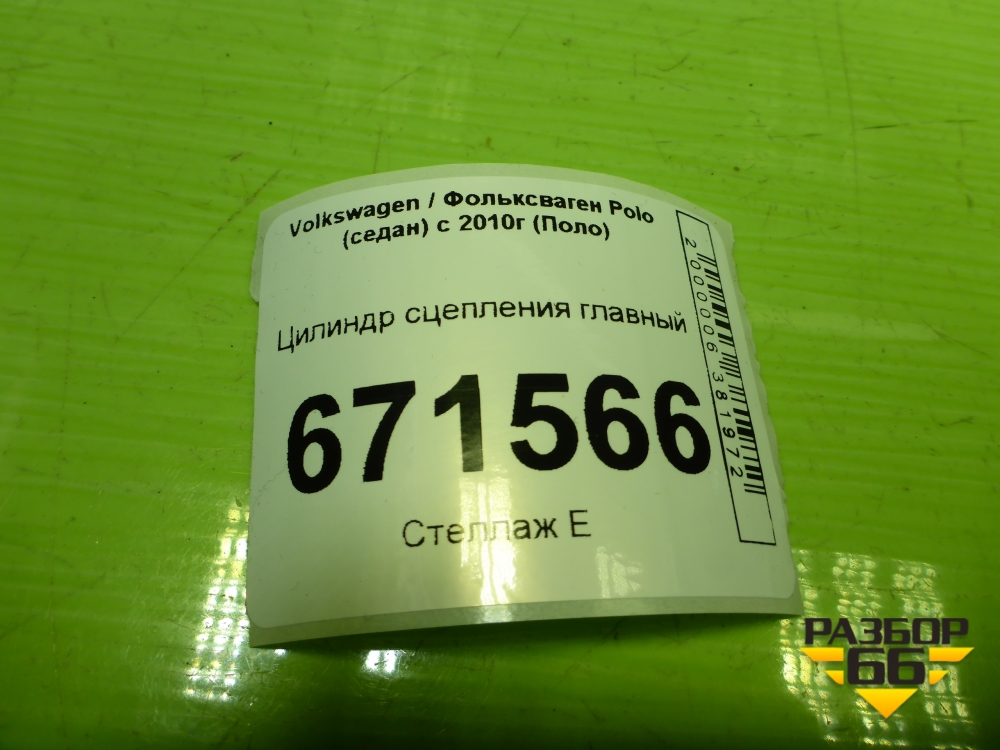 Volkswagen / Фольксваген Polo
(седан) с 2010г (Поло)
Цилиндр сцепления главный
671566
Стеллаж Е
2000006381972
РАЗБОР
66